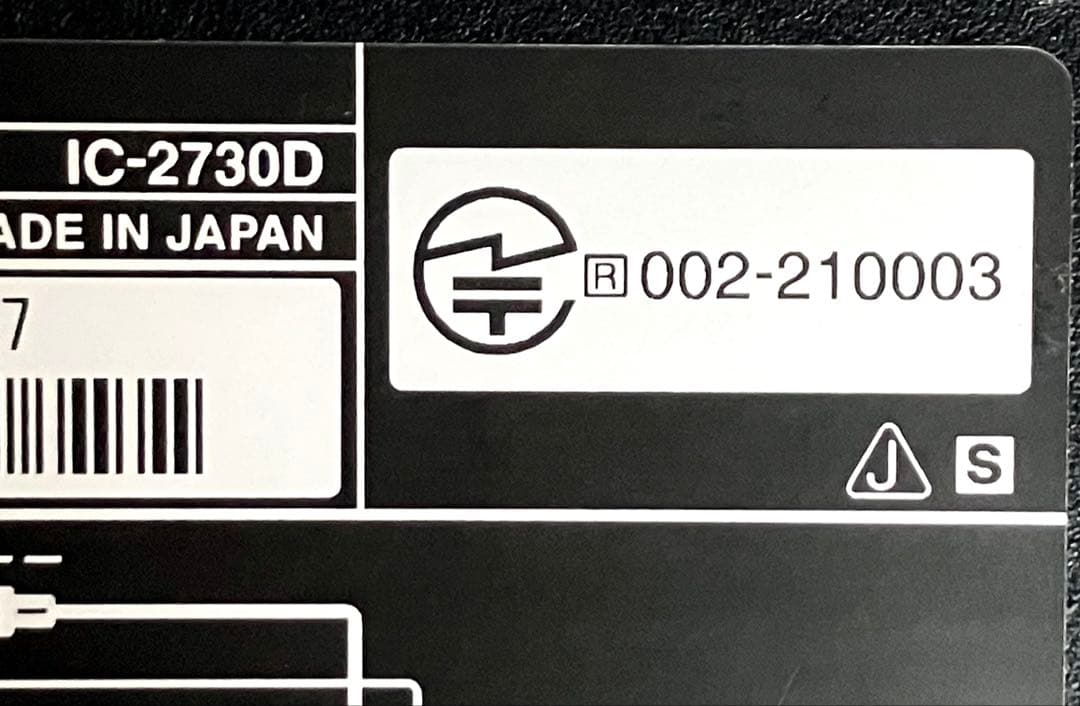 IC-2730D
ADE IN JAPAN
7
R 002-210003
J S